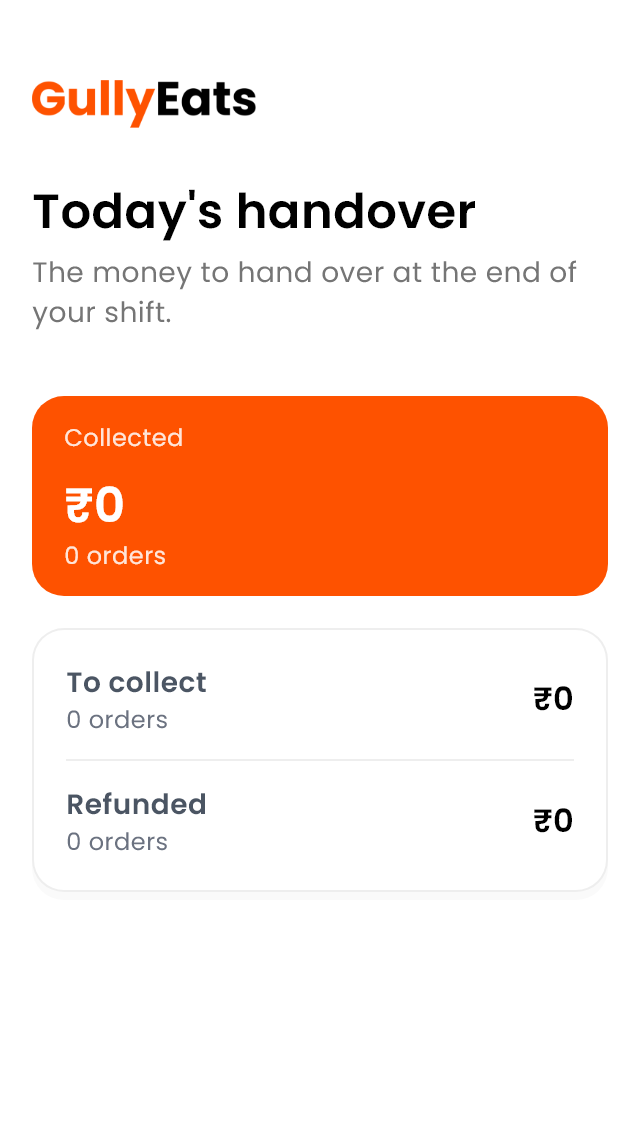 GullyEats
Today's handover
The money to hand over at the end of
your shift.
Collected
₹0
0 orders
To collect
0 orders
₹0
Refunded
0 orders
₹0